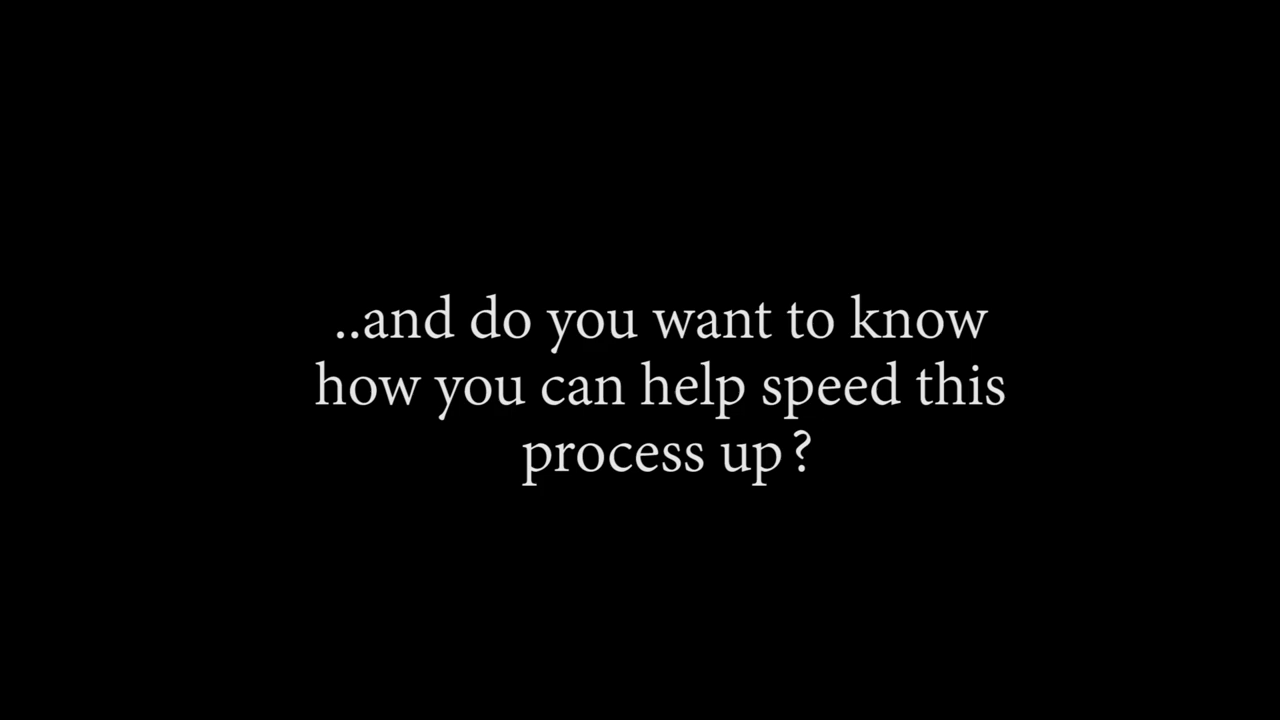 ..and do you want to know
how you can help speed this
process up?